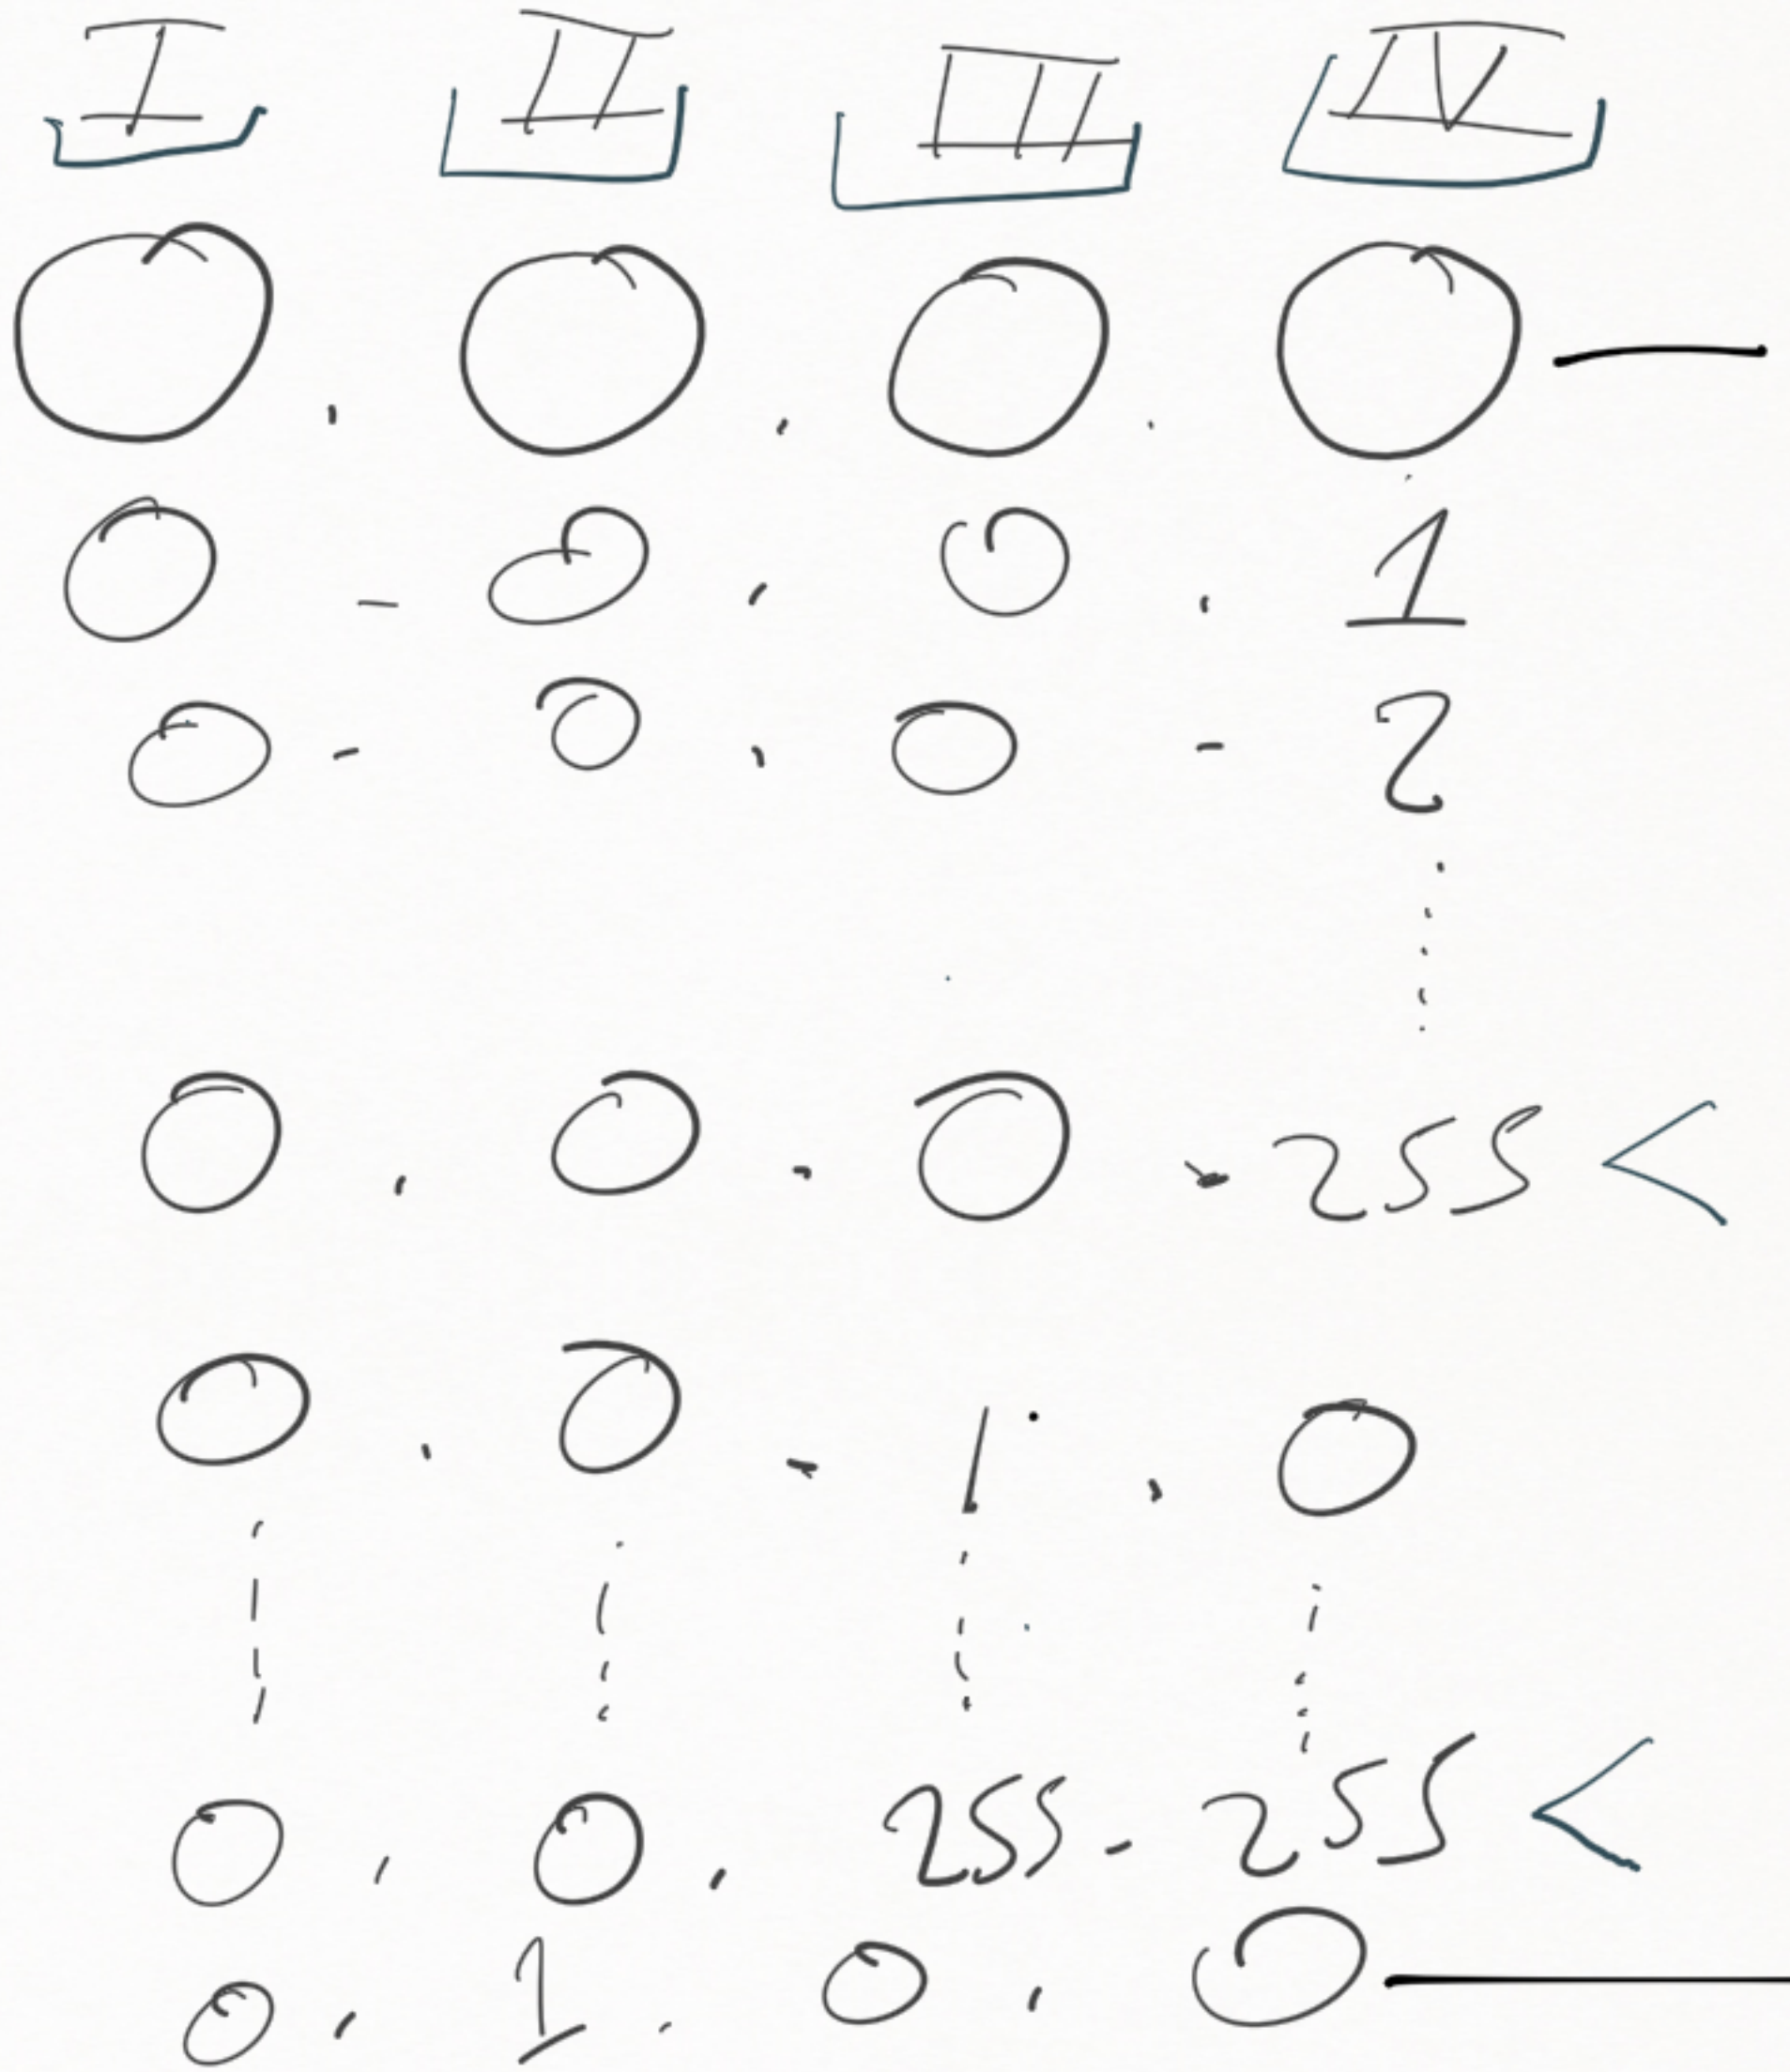 I II III IV
0 . 0 . 0 . 0 —
0 . 0 . 0 . 1
0 . 0 . 0 . 2
0 . 0 . 0 . 255 <
0 . 0 . 1 . 0
0 . 0 . 255 . 255 <
0 . 1 . 0 . 0 —